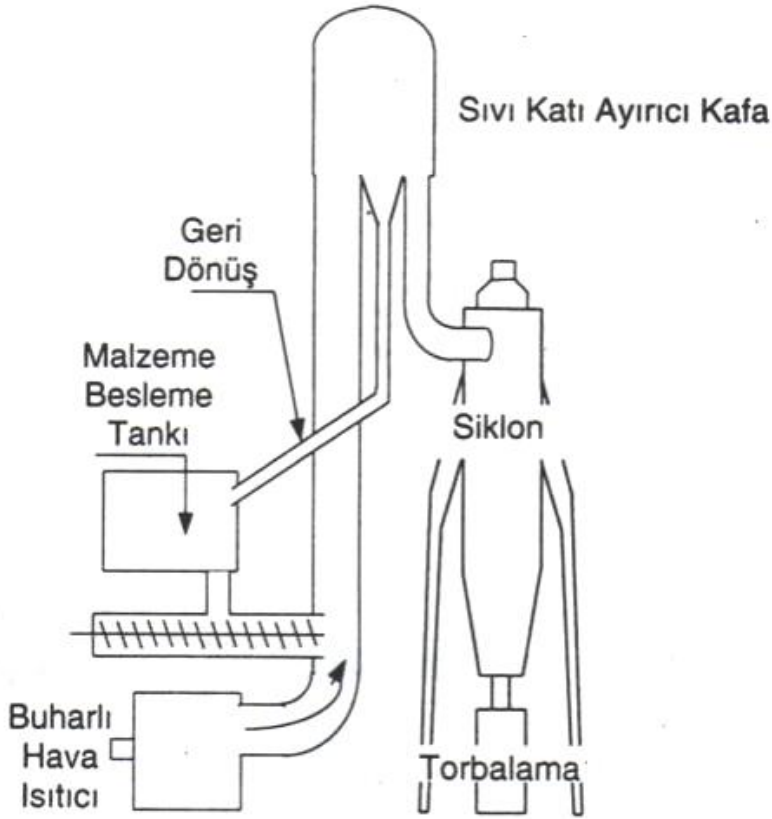 Sıvı Katı Ayırıcı Kafa
Geri
Dönüş
Malzeme
Besleme
Tankı
Siklon
Buharlı
Hava
Isıtıcı
Torbalama